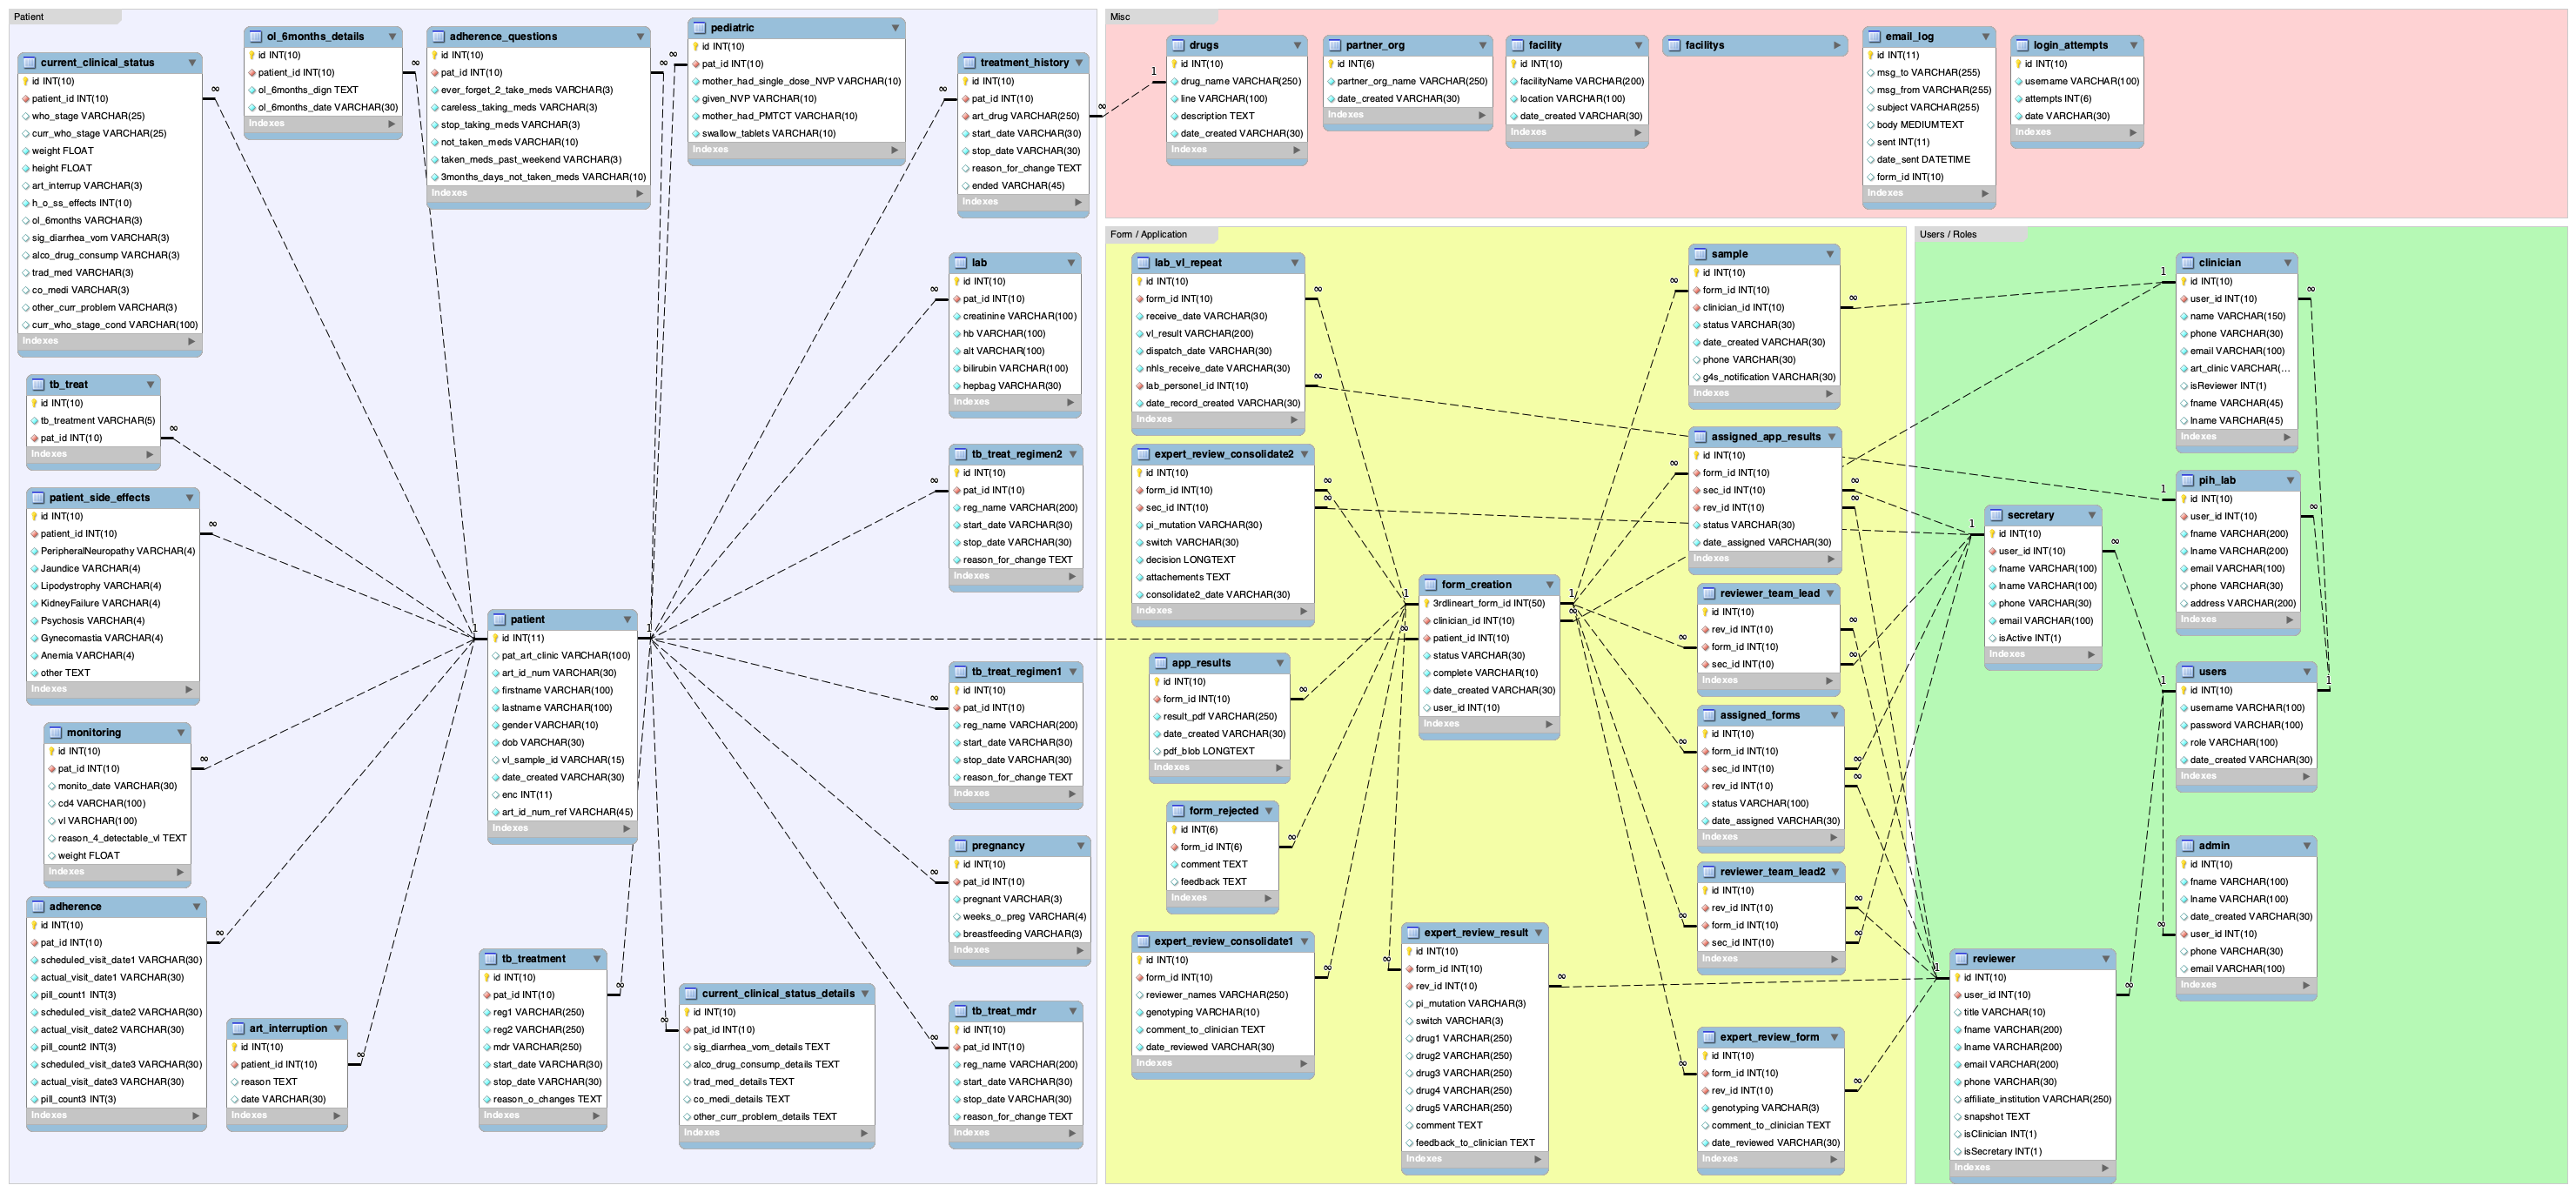 Patient
current_clinical_status
id INT(10)
patient_id INT(10)
who_stage VARCHAR(25)
curr_who_stage VARCHAR(25)
weight FLOAT
height FLOAT
art_interrup VARCHAR(3)
h_o_ss_effects INT(10)
ol_6months VARCHAR(3)
sig_diarrhea_vom VARCHAR(3)
alco_drug_consump VARCHAR(3)
trad_med VARCHAR(3)
co_medi VARCHAR(3)
other_curr_problem VARCHAR(3)
curr_who_stage_cond VARCHAR(100)
Indexes
ol_6months_details
id INT(10)
patient_id INT(10)
ol_6months_dign TEXT
ol_6months_date VARCHAR(30)
Indexes
adherence_questions
id INT(10)
pat_id INT(10)
ever_forget_2_take_meds VARCHAR(3)
careless_taking_meds VARCHAR(3)
stop_taking_meds VARCHAR(3)
not_taken_meds VARCHAR(10)
taken_meds_past_weekend VARCHAR(3)
3months_days_not_taken_meds VARCHAR(10)
Indexes
pediatric
id INT(10)
pat_id INT(10)
mother_had_single_dose_NVP VARCHAR(10)
given_NVP VARCHAR(10)
mother_had_PMTCT VARCHAR(10)
swallow_tablets VARCHAR(10)
Indexes
treatment_history
id INT(10)
pat_id INT(10)
art_drug VARCHAR(250)
start_date VARCHAR(30)
stop_date VARCHAR(30)
reason_for_change TEXT
ended VARCHAR(45)
Indexes
lab
id INT(10)
pat_id INT(10)
creatinine VARCHAR(100)
hb VARCHAR(100)
alt VARCHAR(100)
bilirubin VARCHAR(100)
hepbag VARCHAR(30)
Indexes
tb_treat
id INT(10)
tb_treatment VARCHAR(5)
pat_id INT(10)
Indexes
tb_treat_regimen2
id INT(10)
pat_id INT(10)
reg_name VARCHAR(200)
start_date VARCHAR(30)
stop_date VARCHAR(30)
reason_for_change TEXT
Indexes
patient_side_effects
id INT(10)
patient_id INT(10)
PeripheralNeuropathy VARCHAR(4)
Jaundice VARCHAR(4)
Lipodystrophy VARCHAR(4)
KidneyFailure VARCHAR(4)
Psychosis VARCHAR(4)
Gynecomastia VARCHAR(4)
Anemia VARCHAR(4)
other TEXT
Indexes
patient
id INT(11)
pat_art_clinic VARCHAR(100)
art_id_num VARCHAR(30)
firstname VARCHAR(100)
lastname VARCHAR(100)
gender VARCHAR(10)
dob VARCHAR(30)
vl_sample_id VARCHAR(15)
date_created VARCHAR(30)
enc INT(11)
art_id_num_ref VARCHAR(45)
Indexes
tb_treat_regimen1
id INT(10)
pat_id INT(10)
reg_name VARCHAR(200)
start_date VARCHAR(30)
stop_date VARCHAR(30)
reason_for_change TEXT
Indexes
monitoring
id INT(10)
pat_id INT(10)
monito_date VARCHAR(30)
cd4 VARCHAR(100)
vl VARCHAR(100)
reason_4_detectable_vl TEXT
weight FLOAT
Indexes
pregnancy
id INT(10)
pat_id INT(10)
pregnant VARCHAR(3)
weeks_o_preg VARCHAR(4)
breastfeeding VARCHAR(3)
Indexes
adherence
id INT(10)
pat_id INT(10)
scheduled_visit_date1 VARCHAR(30)
actual_visit_date1 VARCHAR(30)
pill_count1 INT(3)
scheduled_visit_date2 VARCHAR(30)
actual_visit_date2 VARCHAR(30)
pill_count2 INT(3)
scheduled_visit_date3 VARCHAR(30)
actual_visit_date3 VARCHAR(30)
pill_count3 INT(3)
Indexes
art_interruption
id INT(10)
patient_id INT(10)
reason TEXT
date VARCHAR(30)
Indexes
tb_treatment
id INT(10)
pat_id INT(10)
reg1 VARCHAR(250)
reg2 VARCHAR(250)
mdr VARCHAR(250)
start_date VARCHAR(30)
stop_date VARCHAR(30)
reason_o_changes TEXT
Indexes
current_clinical_status_details
id INT(10)
pat_id INT(10)
sig_diarrhea_vom_details TEXT
alco_drug_consump_details TEXT
trad_med_details TEXT
co_medi_details TEXT
other_curr_problem_details TEXT
Indexes
tb_treat_mdr
id INT(10)
pat_id INT(10)
reg_name VARCHAR(200)
start_date VARCHAR(30)
stop_date VARCHAR(30)
reason_for_change TEXT
Indexes
Misc
drugs
id INT(10)
drug_name VARCHAR(250)
line VARCHAR(100)
description TEXT
date_created VARCHAR(30)
Indexes
partner_org
id INT(6)
partner_org_name VARCHAR(250)
date_created VARCHAR(30)
Indexes
facility
id INT(10)
facilityName VARCHAR(200)
location VARCHAR(100)
date_created VARCHAR(30)
Indexes
facilitys
email_log
id INT(11)
msg_to VARCHAR(255)
msg_from VARCHAR(255)
subject VARCHAR(255)
body MEDIUMTEXT
sent INT(11)
date_sent DATETIME
form_id INT(10)
Indexes
login_attempts
id INT(10)
username VARCHAR(100)
attempts INT(6)
date VARCHAR(30)
Indexes
Form / Application
lab_vl_repeat
id INT(10)
form_id INT(10)
receive_date VARCHAR(30)
vl_result VARCHAR(200)
dispatch_date VARCHAR(30)
nhls_receive_date VARCHAR(30)
lab_personel_id INT(10)
date_record_created VARCHAR(30)
Indexes
sample
id INT(10)
form_id INT(10)
clinician_id INT(10)
status VARCHAR(30)
date_created VARCHAR(30)
phone VARCHAR(30)
g4s_notification VARCHAR(30)
Indexes
expert_review_consolidate2
id INT(10)
form_id INT(10)
sec_id INT(10)
pi_mutation VARCHAR(30)
switch VARCHAR(30)
decision LONGTEXT
attachements TEXT
consolidate2_date VARCHAR(30)
Indexes
assigned_app_results
id INT(10)
form_id INT(10)
sec_id INT(10)
rev_id INT(10)
status VARCHAR(30)
date_assigned VARCHAR(30)
Indexes
form_creation
3rdlineart_form_id INT(50)
clinician_id INT(10)
patient_id INT(10)
status VARCHAR(30)
complete VARCHAR(10)
date_created VARCHAR(30)
user_id INT(10)
Indexes
reviewer_team_lead
id INT(10)
rev_id INT(10)
form_id INT(10)
sec_id INT(10)
Indexes
app_results
id INT(10)
form_id INT(10)
result_pdf VARCHAR(250)
date_created VARCHAR(30)
pdf_blob LONGTEXT
Indexes
assigned_forms
id INT(10)
form_id INT(10)
sec_id INT(10)
rev_id INT(10)
status VARCHAR(100)
date_assigned VARCHAR(30)
Indexes
form_rejected
id INT(6)
form_id INT(6)
comment TEXT
feedback TEXT
Indexes
reviewer_team_lead2
id INT(10)
rev_id INT(10)
form_id INT(10)
sec_id INT(10)
Indexes
expert_review_consolidate1
id INT(10)
form_id INT(10)
reviewer_names VARCHAR(250)
genotyping VARCHAR(10)
comment_to_clinician TEXT
date_reviewed VARCHAR(30)
Indexes
expert_review_result
id INT(10)
form_id INT(10)
rev_id INT(10)
pi_mutation VARCHAR(3)
switch VARCHAR(3)
drug1 VARCHAR(250)
drug2 VARCHAR(250)
drug3 VARCHAR(250)
drug4 VARCHAR(250)
drug5 VARCHAR(250)
comment TEXT
feedback_to_clinician TEXT
Indexes
expert_review_form
id INT(10)
form_id INT(10)
rev_id INT(10)
genotyping VARCHAR(3)
comment_to_clinician TEXT
date_reviewed VARCHAR(30)
Indexes
Users / Roles
clinician
id INT(10)
user_id INT(10)
name VARCHAR(150)
phone VARCHAR(30)
email VARCHAR(100)
art_clinic VARCHAR(...
isReviewer INT(1)
fname VARCHAR(45)
lname VARCHAR(45)
Indexes
pih_lab
id INT(10)
user_id INT(10)
fname VARCHAR(200)
lname VARCHAR(200)
email VARCHAR(100)
phone VARCHAR(30)
address VARCHAR(200)
Indexes
secretary
id INT(10)
user_id INT(10)
fname VARCHAR(100)
lname VARCHAR(100)
phone VARCHAR(30)
email VARCHAR(100)
isActive INT(1)
Indexes
users
id INT(10)
username VARCHAR(100)
password VARCHAR(100)
role VARCHAR(100)
date_created VARCHAR(30)
Indexes
admin
id INT(10)
fname VARCHAR(100)
lname VARCHAR(100)
date_created VARCHAR(30)
user_id INT(10)
phone VARCHAR(30)
email VARCHAR(100)
Indexes
reviewer
id INT(10)
user_id INT(10)
title VARCHAR(10)
fname VARCHAR(200)
lname VARCHAR(200)
email VARCHAR(200)
phone VARCHAR(30)
affiliate_institution VARCHAR(250)
snapshot TEXT
isClinician INT(1)
isSecretary INT(1)
Indexes